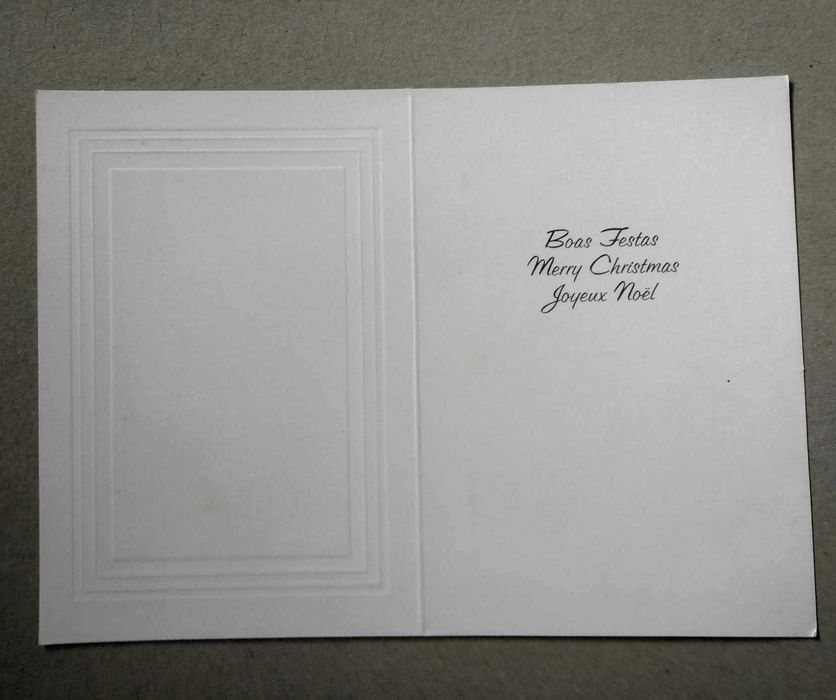 Boas Festas
Merry Christmas
Joyeux Noël